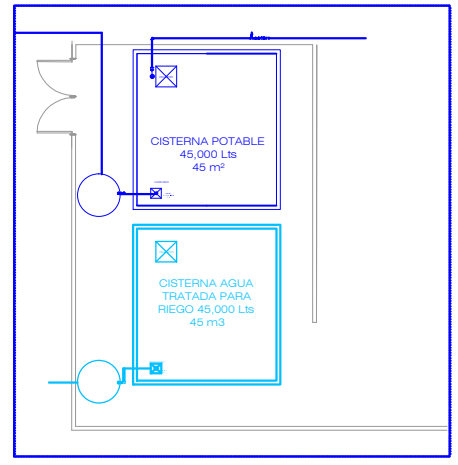 CISTERNA POTABLE
45,000 Lts
45 m²
CISTERNA AGUA
TRATADA PARA
RIEGO 45,000 Lts
45 m3